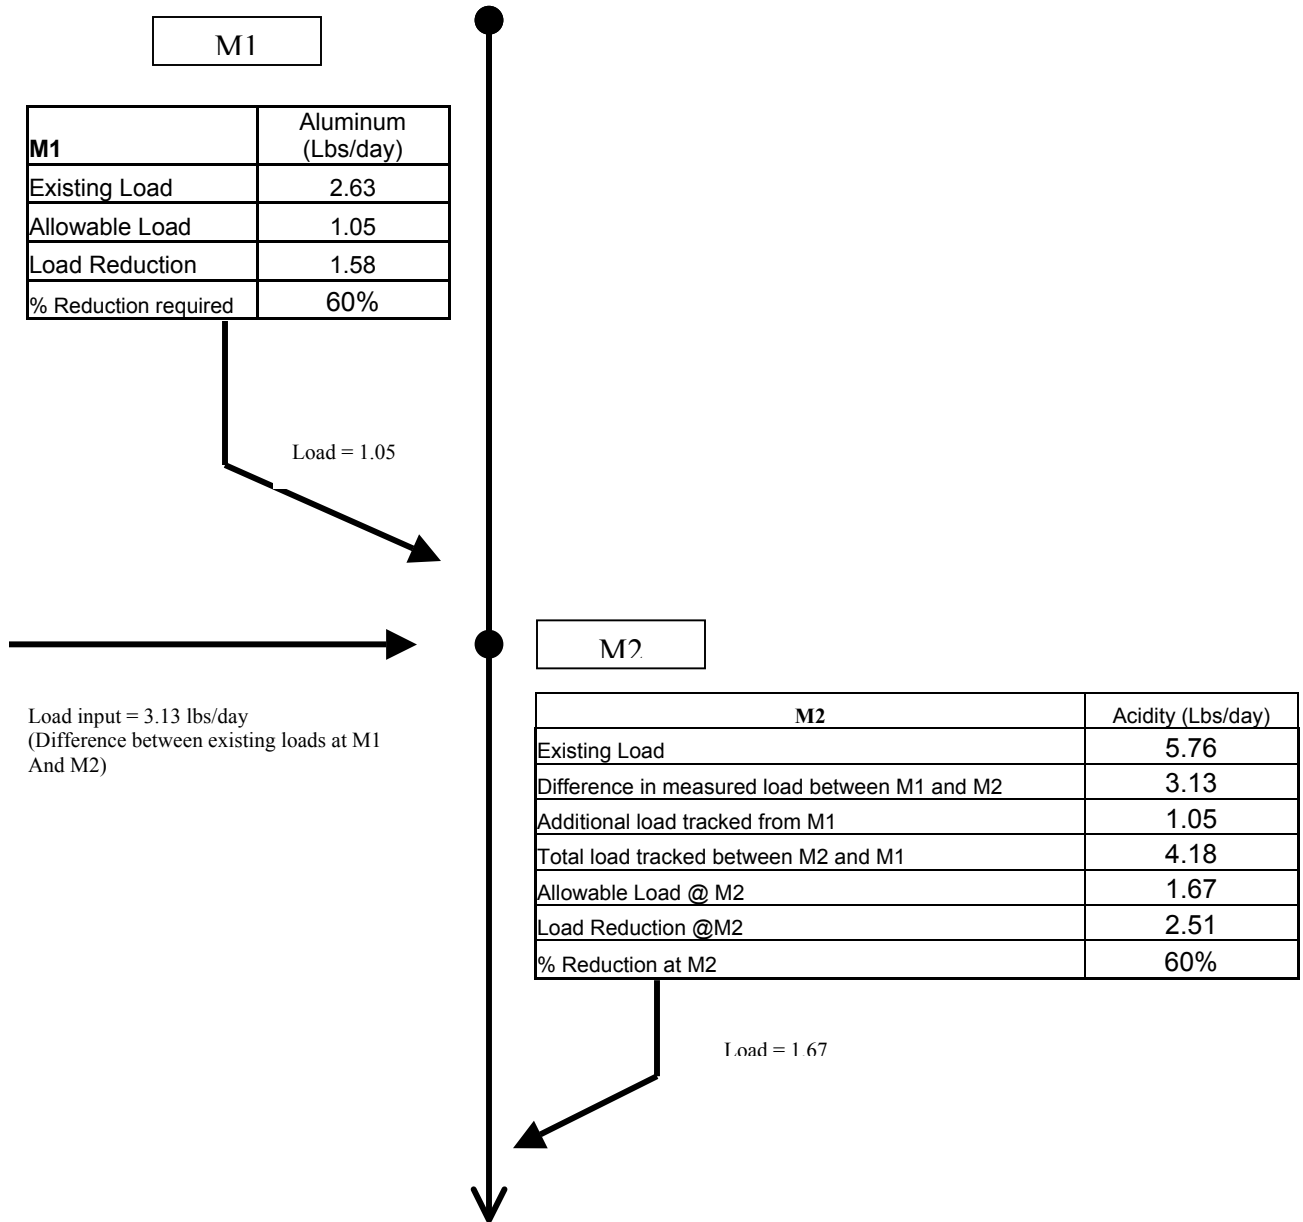 M1
M1 Aluminum (Lbs/day)
Existing Load 2.63
Allowable Load 1.05
Load Reduction 1.58
% Reduction required 60%
Load = 1.05
M2
Load input = 3.13 lbs/day
(Difference between existing loads at M1
And M2)
M2 Acidity (Lbs/day)
Existing Load 5.76
Difference in measured load between M1 and M2 3.13
Additional load tracked from M1 1.05
Total load tracked between M2 and M1 4.18
Allowable Load @ M2 1.67
Load Reduction @M2 2.51
% Reduction at M2 60%
Load = 1.67